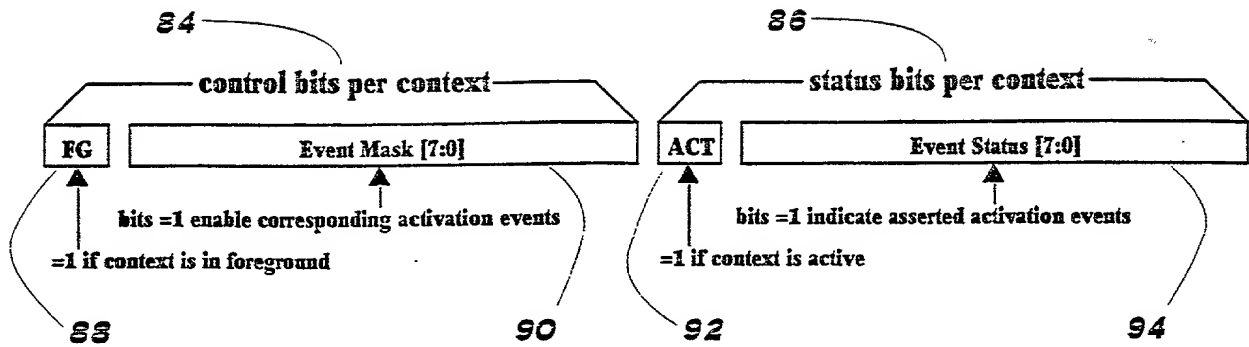 84
86
control bits per context
status bits per context
FG
Event Mask [7:0]
ACT
Event Status [7:0]
bits =1 enable corresponding activation events
bits =1 indicate asserted activation events
=1 if context is in foreground
=1 if context is active
88
90
92
94